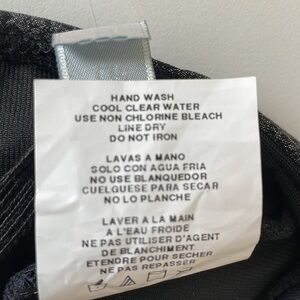 HAND WASH
COOL CLEAR WATER
USE NON CHLORINE BLEACH
LINE DRY
DO NOT IRON
LAVAS A MANO
SOLO CON AGUA FRIA
NO USE BLANQUEDOR
CUELGUESE PARA SECAR
NO LO PLANCHE
LAVER A LA MAIN
A L'EAU FROIDE
NE PAS UTILISER D'AGENT
DE BLANCHIMENT
ETENDRE POUR SECHER
NE PAS REPASSER